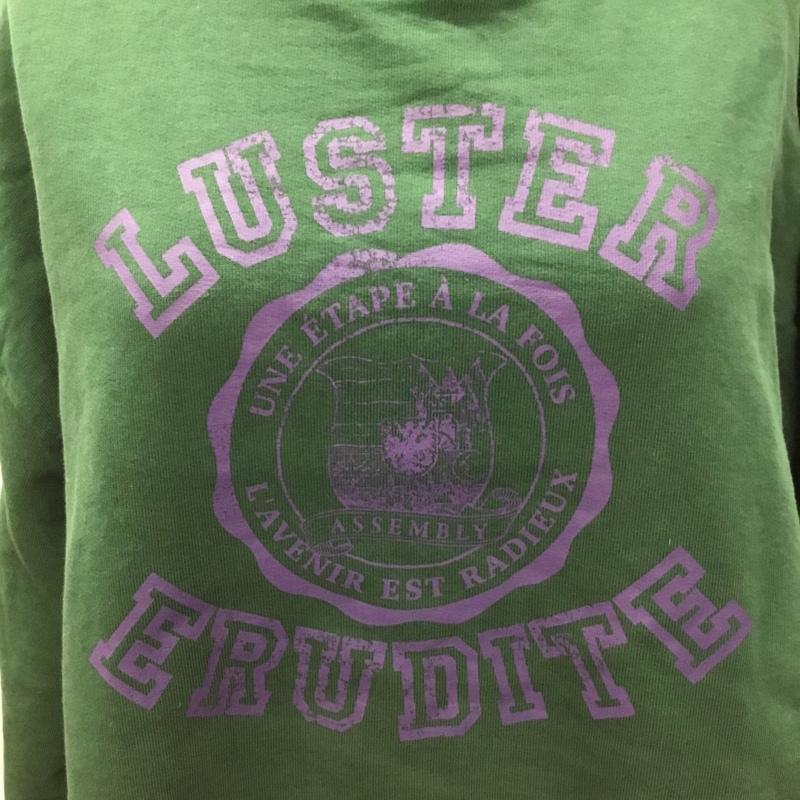 LUSTER
UNE ÉTAPE À LA FOIS
ASSEMBLY
L'AVENIR EST RADIEUX
ERUDITE